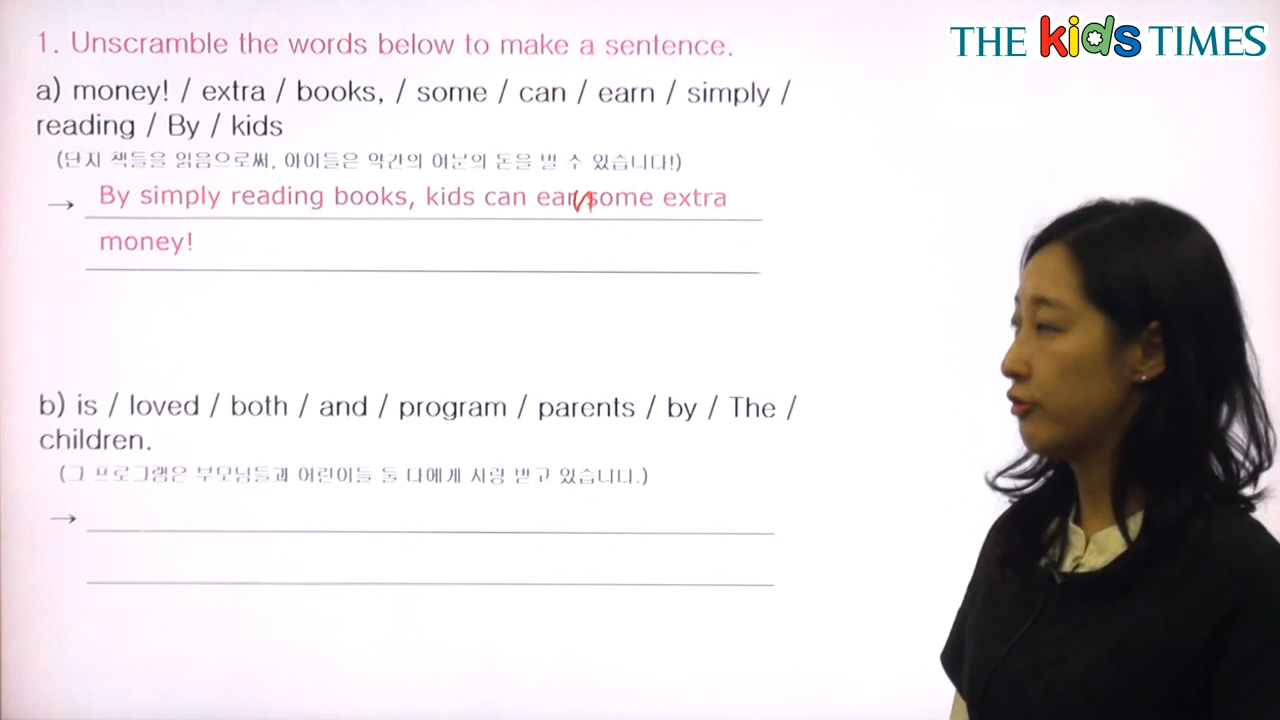 THE kids TIMES
1. Unscramble the words below to make a sentence.
a) money! / extra / books, / some / can / earn / simply /
reading / By / kids
(단지 책들을 읽음으로써, 아이들은 약간의 여분의 돈을 벌 수 있습니다!)
→ By simply reading books, kids can earn some extra
money!
b) is / loved / both / and / program / parents / by / The /
children.
(그 프로그램은 부모님들과 어린이들 둘 다에게 사랑 받고 있습니다.)
→